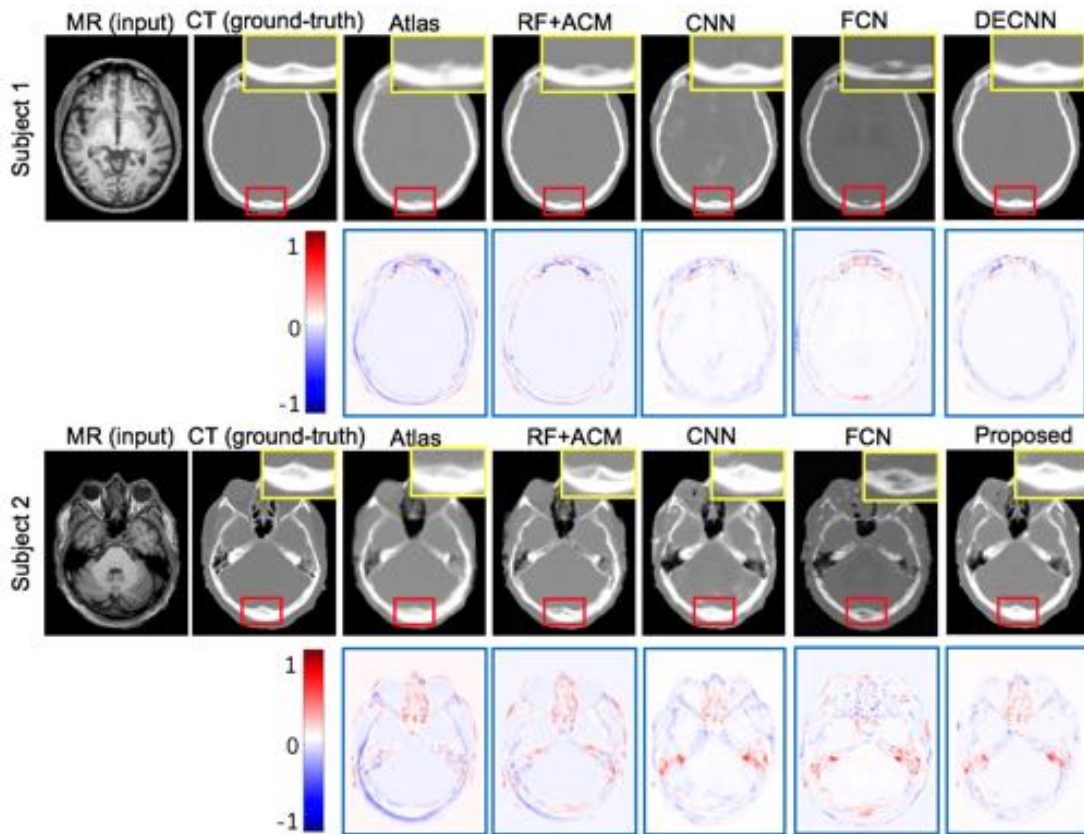 MR (input) CT (ground-truth) Atlas RF+ACM CNN FCN DECNN
Subject 1
1
0
-1
MR (input) CT (ground-truth) Atlas RF+ACM CNN FCN Proposed
Subject 2
1
0
-1